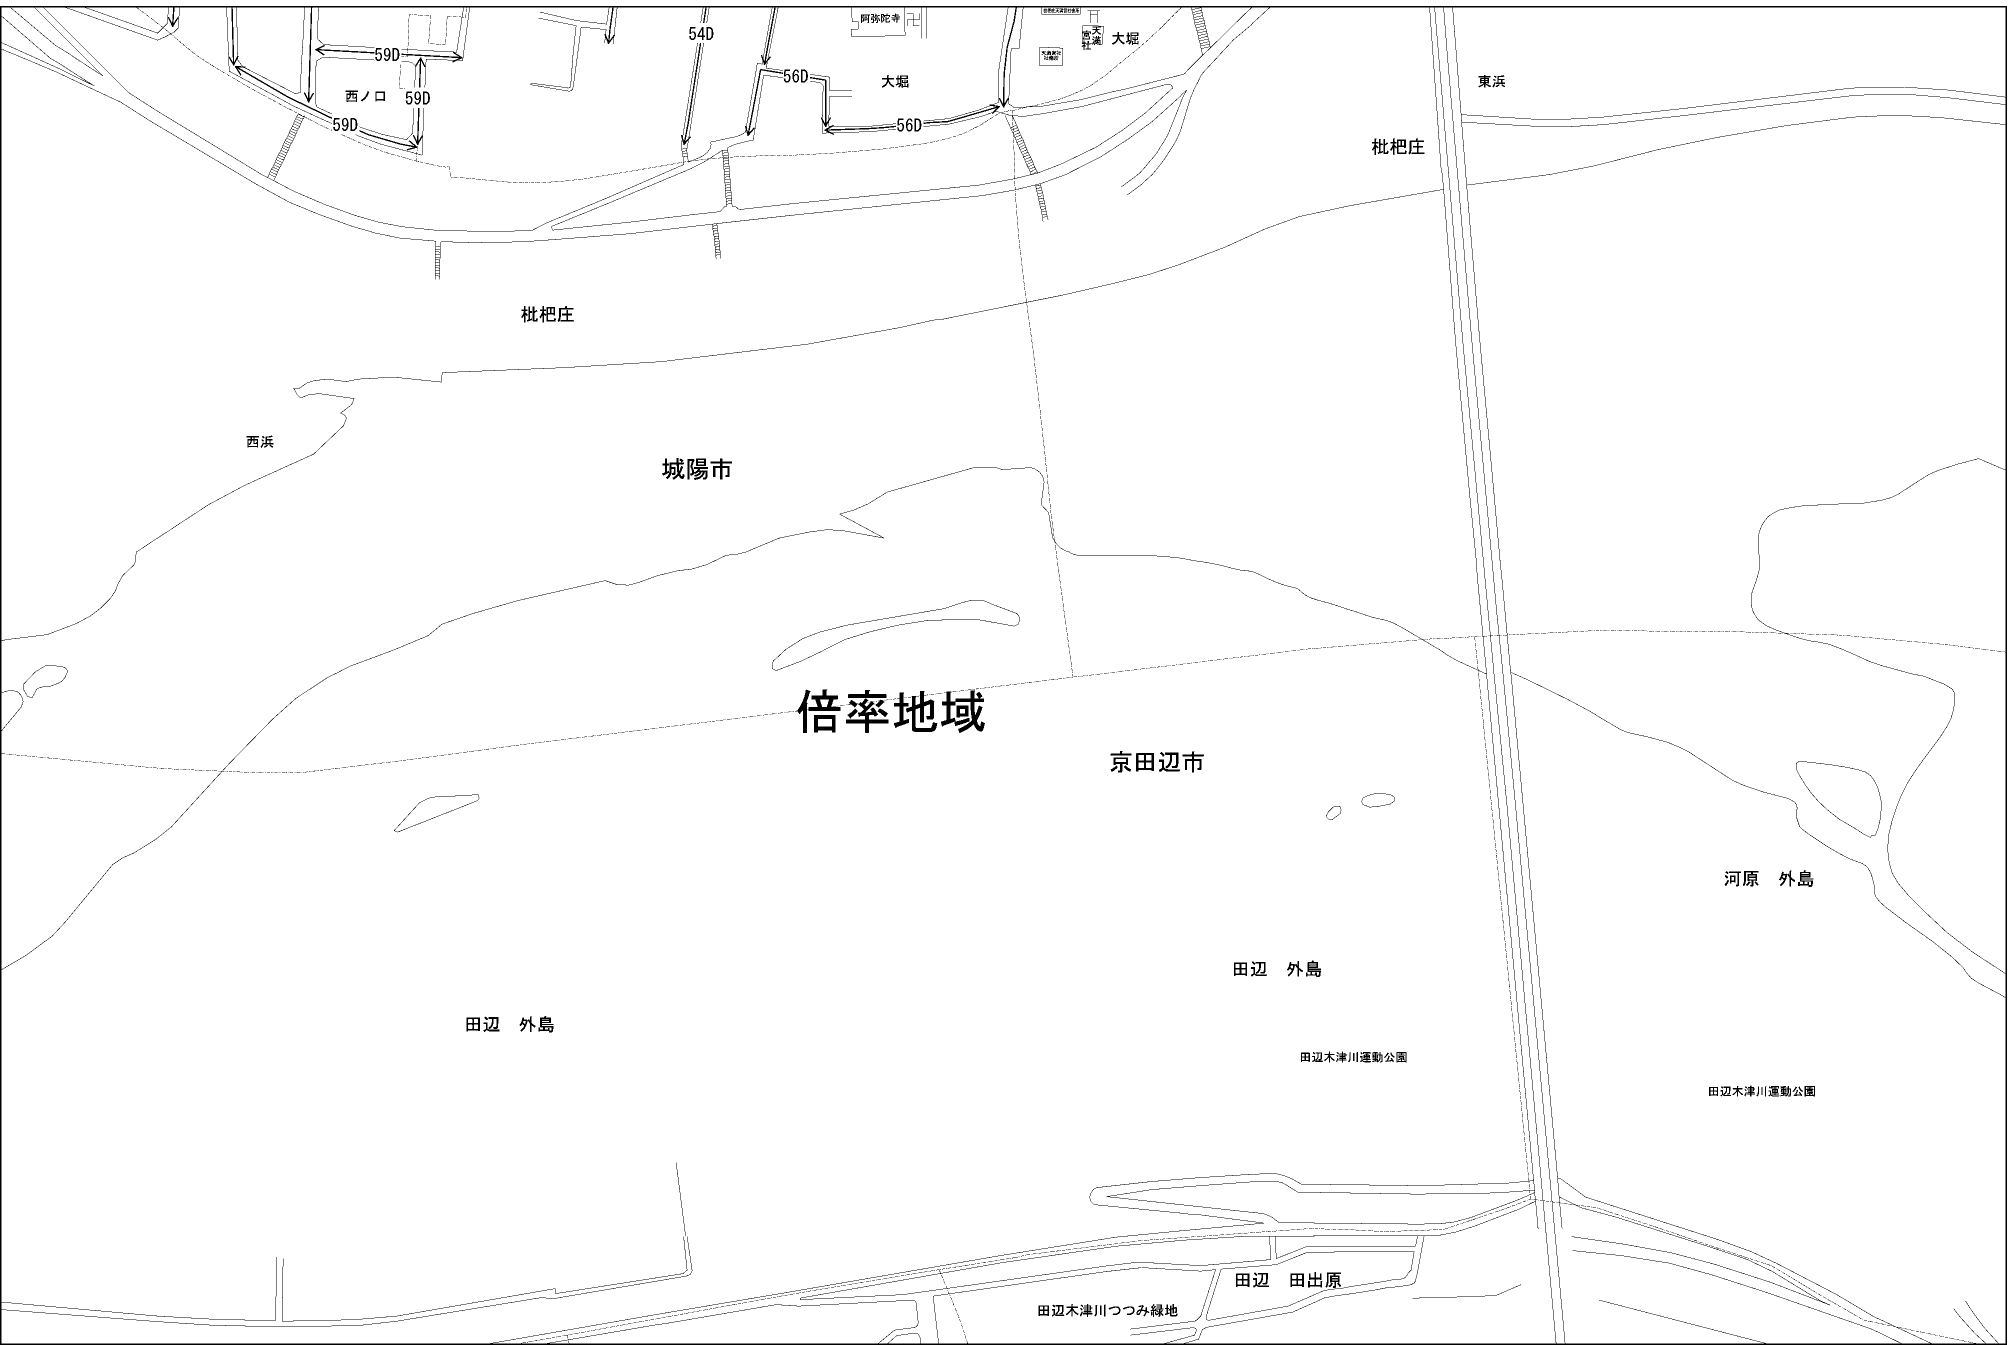 阿弥陀寺
天満
宮社
大堀
54D
59D
56D
大堀
東浜
西ノ口
59D
59D
56D
枇杷庄
枇杷庄
西浜
城陽市
倍率地域
京田辺市
河原　外島
田辺　外島
田辺　外島
田辺木津川運動公園
田辺木津川運動公園
田辺　田出原
田辺木津川つつみ緑地